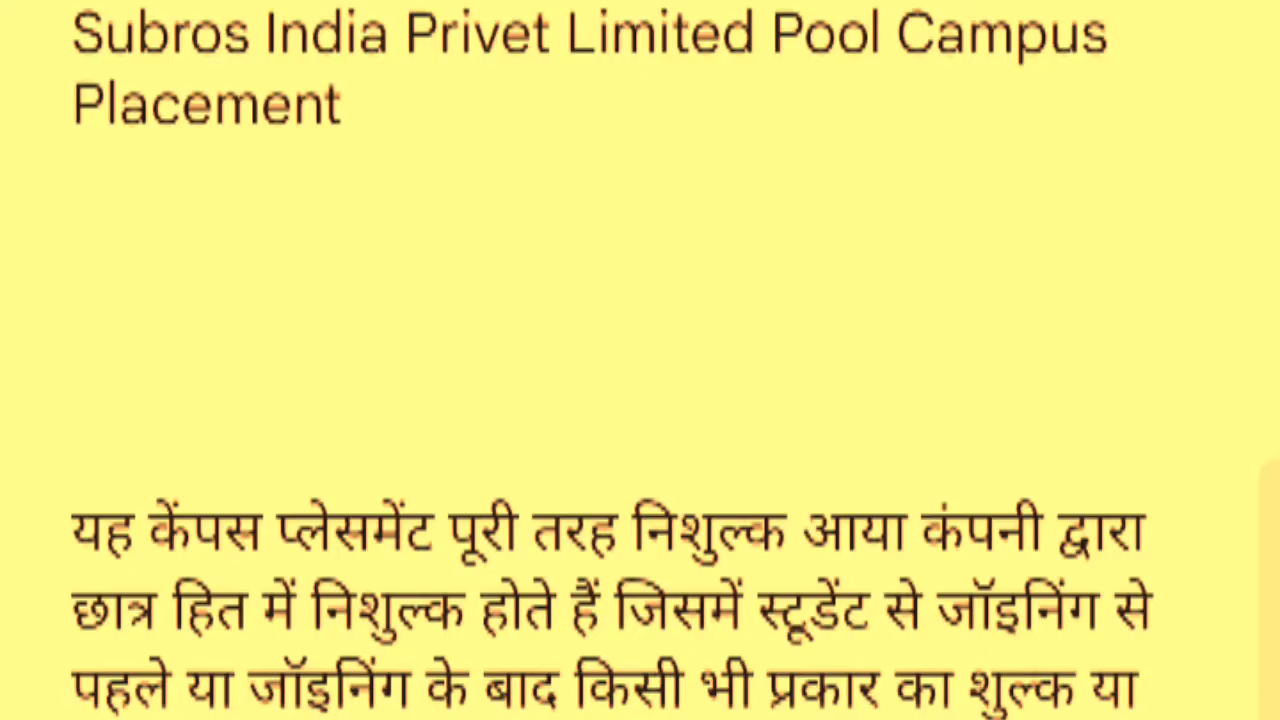 Subros India Privet Limited Pool Campus
Placement
यह केंपस प्लेसमेंट पूरी तरह निशुल्क आया कंपनी द्वारा
छात्र हित में निशुल्क होते हैं जिसमें स्टूडेंट से जॉइनिंग से
पहले या जॉइनिंग के बाद किसी भी प्रकार का शुल्क या